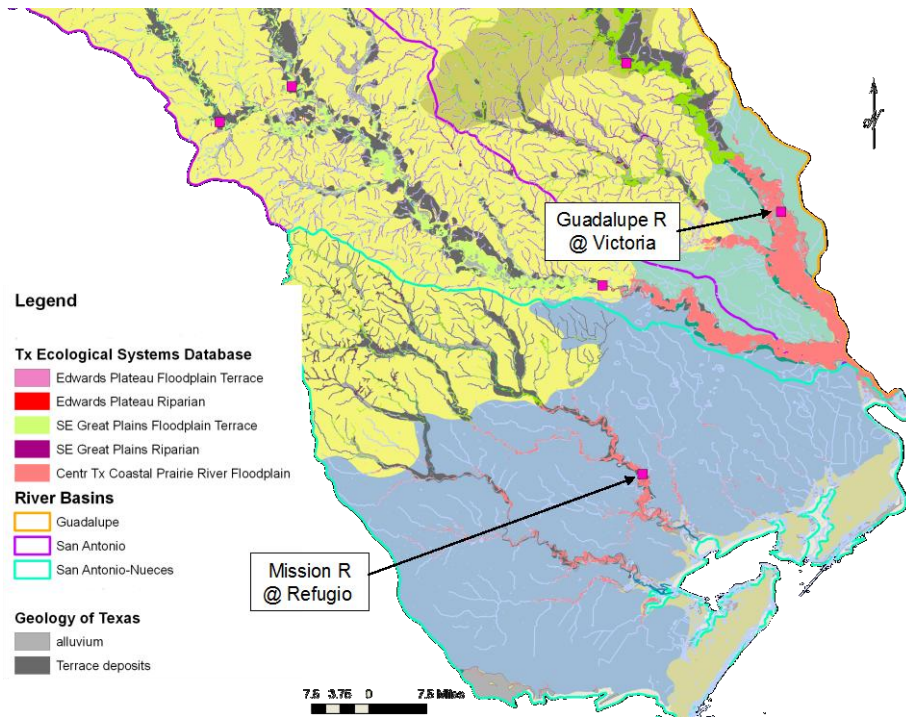 Guadalupe R
@ Victoria
Legend
Tx Ecological Systems Database
Edwards Plateau Floodplain Terrace
Edwards Plateau Riparian
SE Great Plains Floodplain Terrace
SE Great Plains Riparian
Centr Tx Coastal Prairie River Floodplain
River Basins
Guadalupe
San Antonio
San Antonio-Nueces
Geology of Texas
alluvium
Terrace deposits
Mission R
@ Refugio
7.5 3.75 0 7.5 Miles